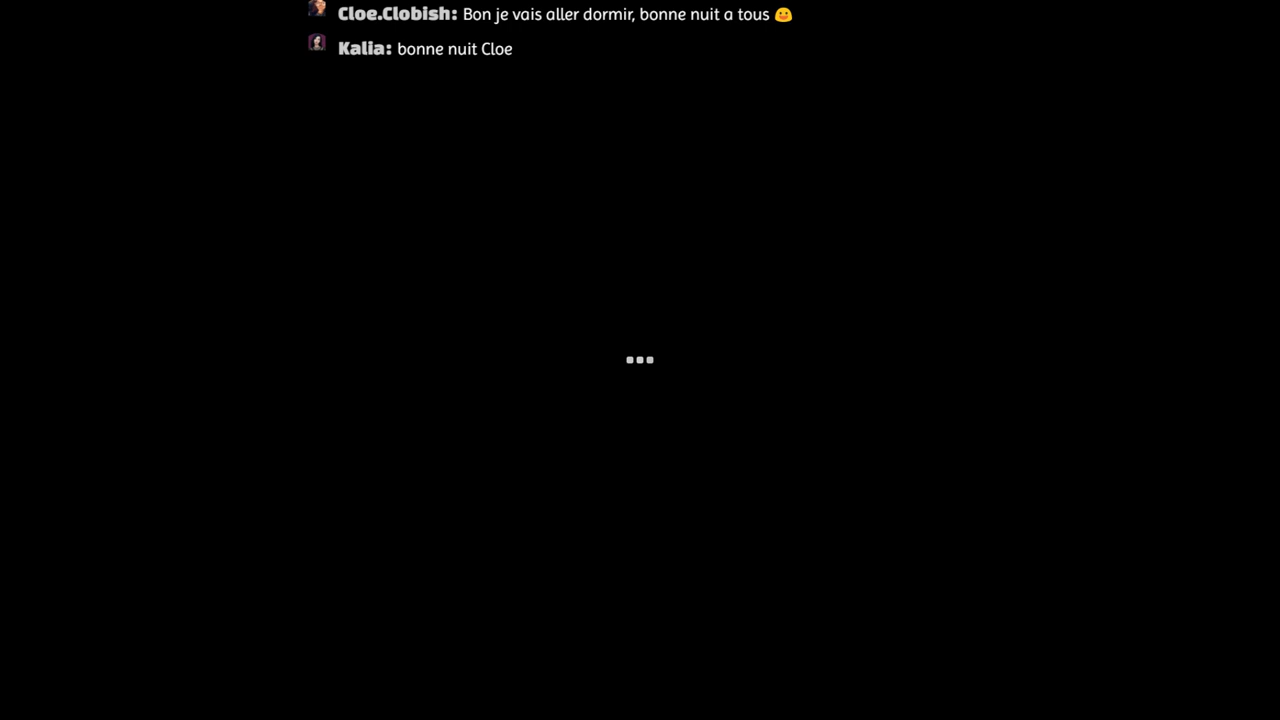 Cloe.Clobish: Bon je vais aller dormir, bonne nuit a tous 😛
Kalia: bonne nuit Cloe